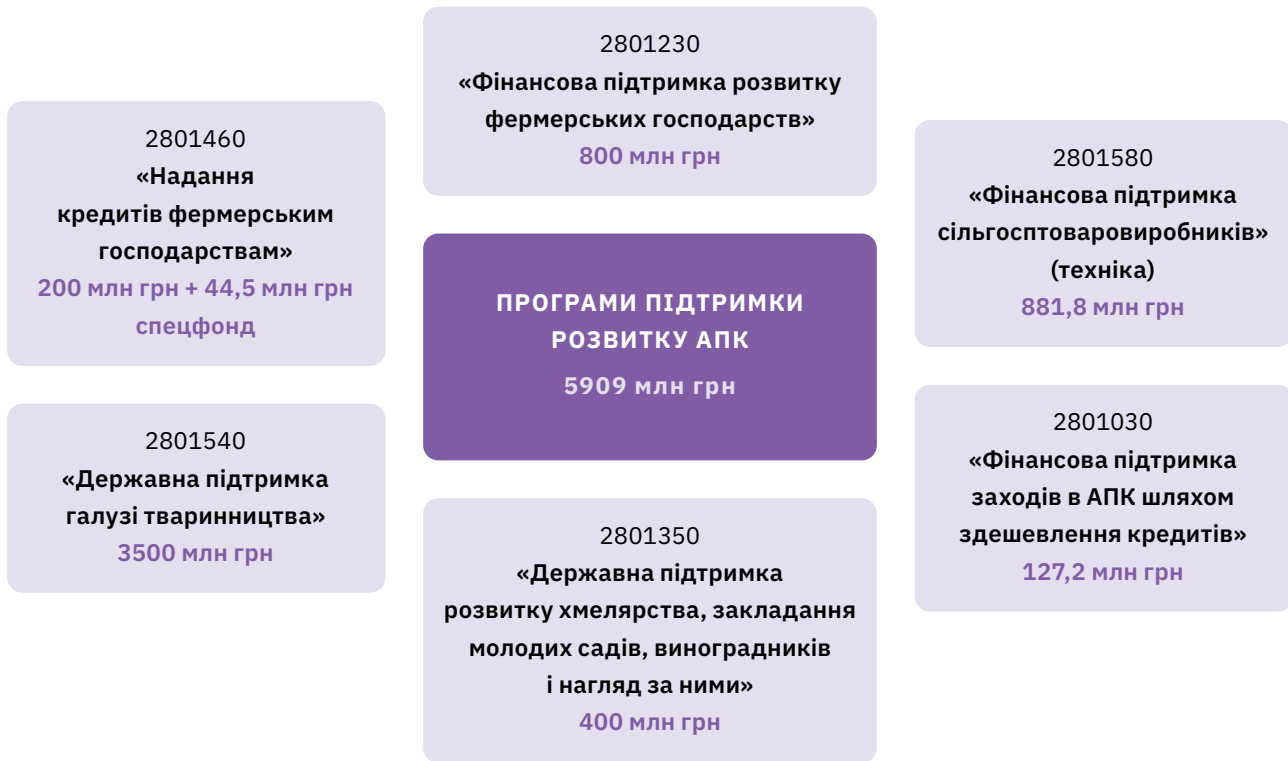 2801230
«Фінансова підтримка розвитку
фермерських господарств»
800 млн грн
2801460
«Надання
кредитів фермерським
господарствам»
200 млн грн + 44,5 млн грн
спецфонд
2801580
«Фінансова підтримка
сільгосптоваровиробників»
(техніка)
881,8 млн грн
ПРОГРАМИ ПІДТРИМКИ
РОЗВИТКУ АПК
5909 млн грн
2801540
«Державна підтримка
галузі тваринництва»
3500 млн грн
2801030
«Фінансова підтримка
заходів в АПК шляхом
здешевлення кредитів»
127,2 млн грн
2801350
«Державна підтримка
розвитку хмелярства, закладання
молодих садів, виноградників
і нагляд за ними»
400 млн грн